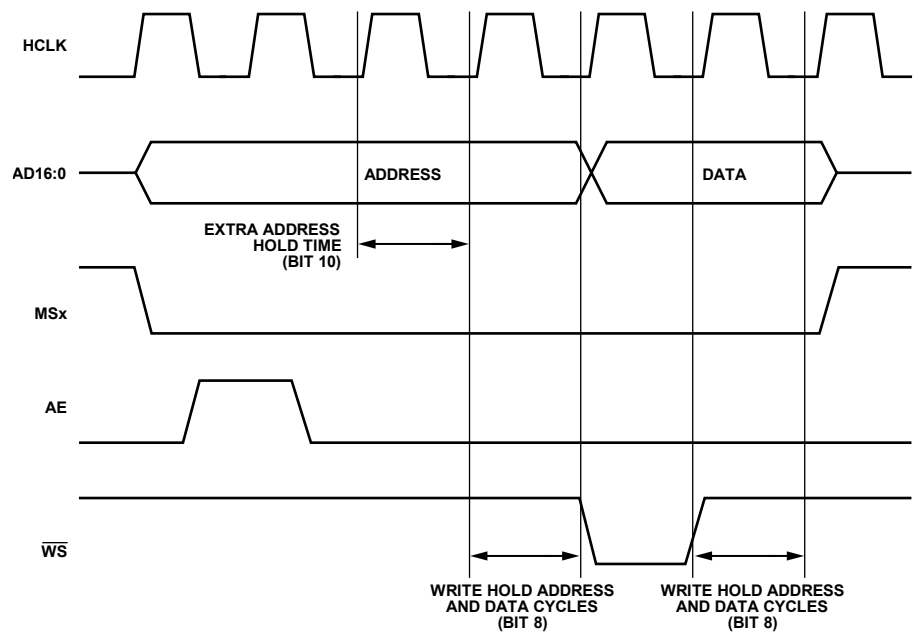 HCLK
AD16:0
ADDRESS
DATA
EXTRA ADDRESS
HOLD TIME
(BIT 10)
MSx
AE
WS
WRITE HOLD ADDRESS
AND DATA CYCLES
(BIT 8)
WRITE HOLD ADDRESS
AND DATA CYCLES
(BIT 8)